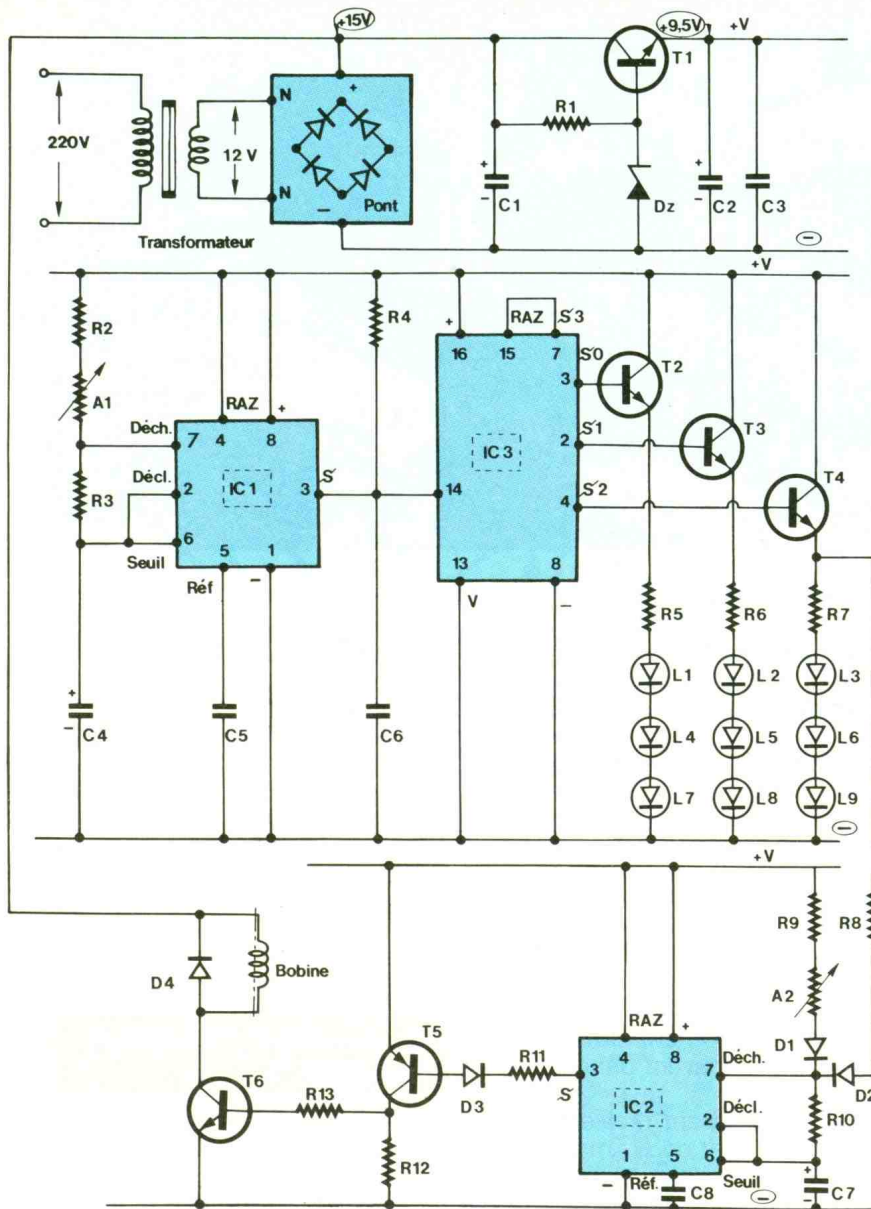 +15V
+9,5V
+V
T1
R1
220V
12 V
N
N
+
−
Pont
+
−
C1
Dz
+
−
C2
C3
−
Transformateur
+V
R2
A1
R3
R4
RAZ
+
Déch.
7
4
8
Décl.
2
IC 1
3
S
6
5
1
Seuil
Réf
−
+
−
C4
C5
C6
+
RAZ
S3
16
15
7
S0
3
T2
S1
2
T3
IC 3
S2
14
4
T4
13
8
V
−
R5
R6
R7
L1
L2
L3
L4
L5
L6
L7
L8
L9
−
+V
R9
R8
A2
D4
Bobine
T5
RAZ
+
Déch.
D1
D2
4
8
7
T6
R13
D3
R11
3
S
IC 2
Décl.
2
R10
R12
1
5
6
−
Réf.
C8
Seuil
−
+
−
C7